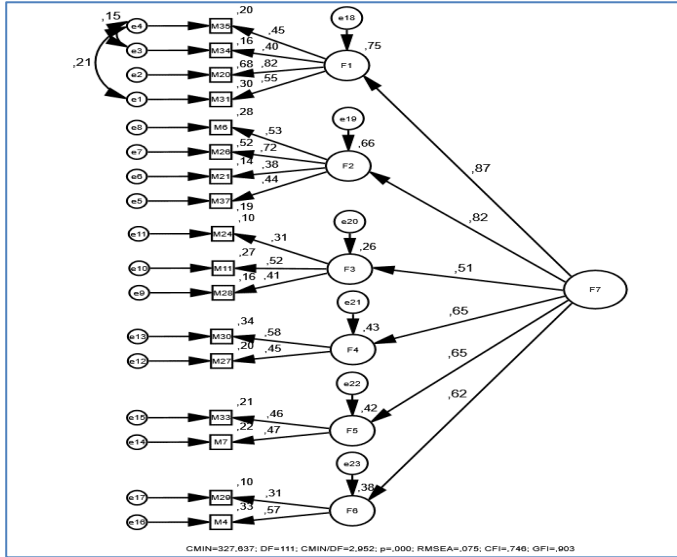 ,15 ,20 e18
e4 M35 ,45 ,75
,16
e3 M34 ,40 F1
,21 ,68 ,82
e2 M20
,30 ,55
e1 M31
,28 e19
e8 M6 ,53 ,66 ,87
,52 ,72
e7 M26 F2
,14 ,38
e6 M21
,44 ,82
e5 M37
,19
,10 e20
e11 M24 ,31 ,26
,27 ,52 ,51
e10 M11 F3
,16 ,41 F7
e9 M28 e21
,34 ,65
e13 M30 ,58 ,43
,20 ,45 F4
e12 M27 ,65
e22
,21 ,42
e15 M33 ,46 ,62
,22 ,47 F5
e14 M7
e23
,10 ,38
e17 M29 ,31
,33 ,57 F6
e16 M4
CMIN=327,637; DF=111; CMIN/DF=2,952; p=,000; RMSEA=,075; CFI=,746; GFI=,903